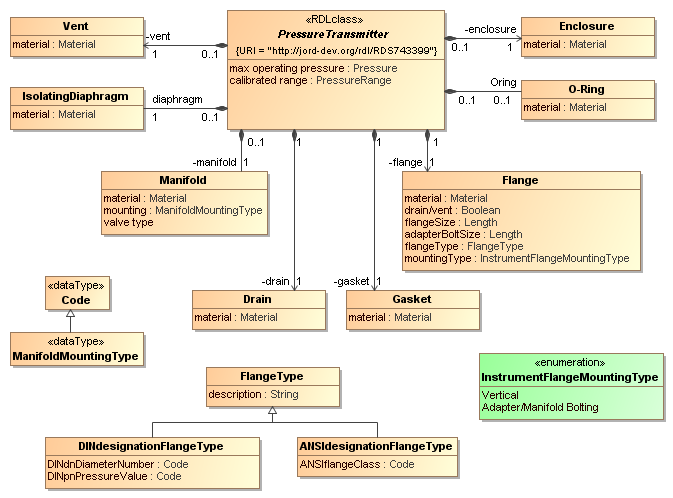 Vent
material : Material
-vent
1
0..1
«RDLclass»
PressureTransmitter
{URI = "http://jord-dev.org/rdl/RDS743399"}
max operating pressure : Pressure
calibrated range : PressureRange
-enclosure
0..1
1
Enclosure
material : Material
IsolatingDiaphragm
material : Material
diaphragm
1
0..1
Oring
0..1
0..1
O-Ring
material : Material
0..1
1
1
1
-manifold
1
-flange
1
Manifold
material : Material
mounting : ManifoldMountingType
valve type
Flange
material : Material
drain/vent : Boolean
flangeSize : Length
adapterBoltSize : Length
flangeType : FlangeType
mountingType : InstrumentFlangeMountingType
-drain
1
-gasket
1
Drain
material : Material
Gasket
material : Material
«dataType»
Code
«dataType»
ManifoldMountingType
FlangeType
description : String
«enumeration»
InstrumentFlangeMountingType
Vertical
Adapter/Manifold Bolting
DINdesignationFlangeType
DINdnDiameterNumber : Code
DINpnPressureValue : Code
ANSIdesignationFlangeType
ANSIflangeClass : Code